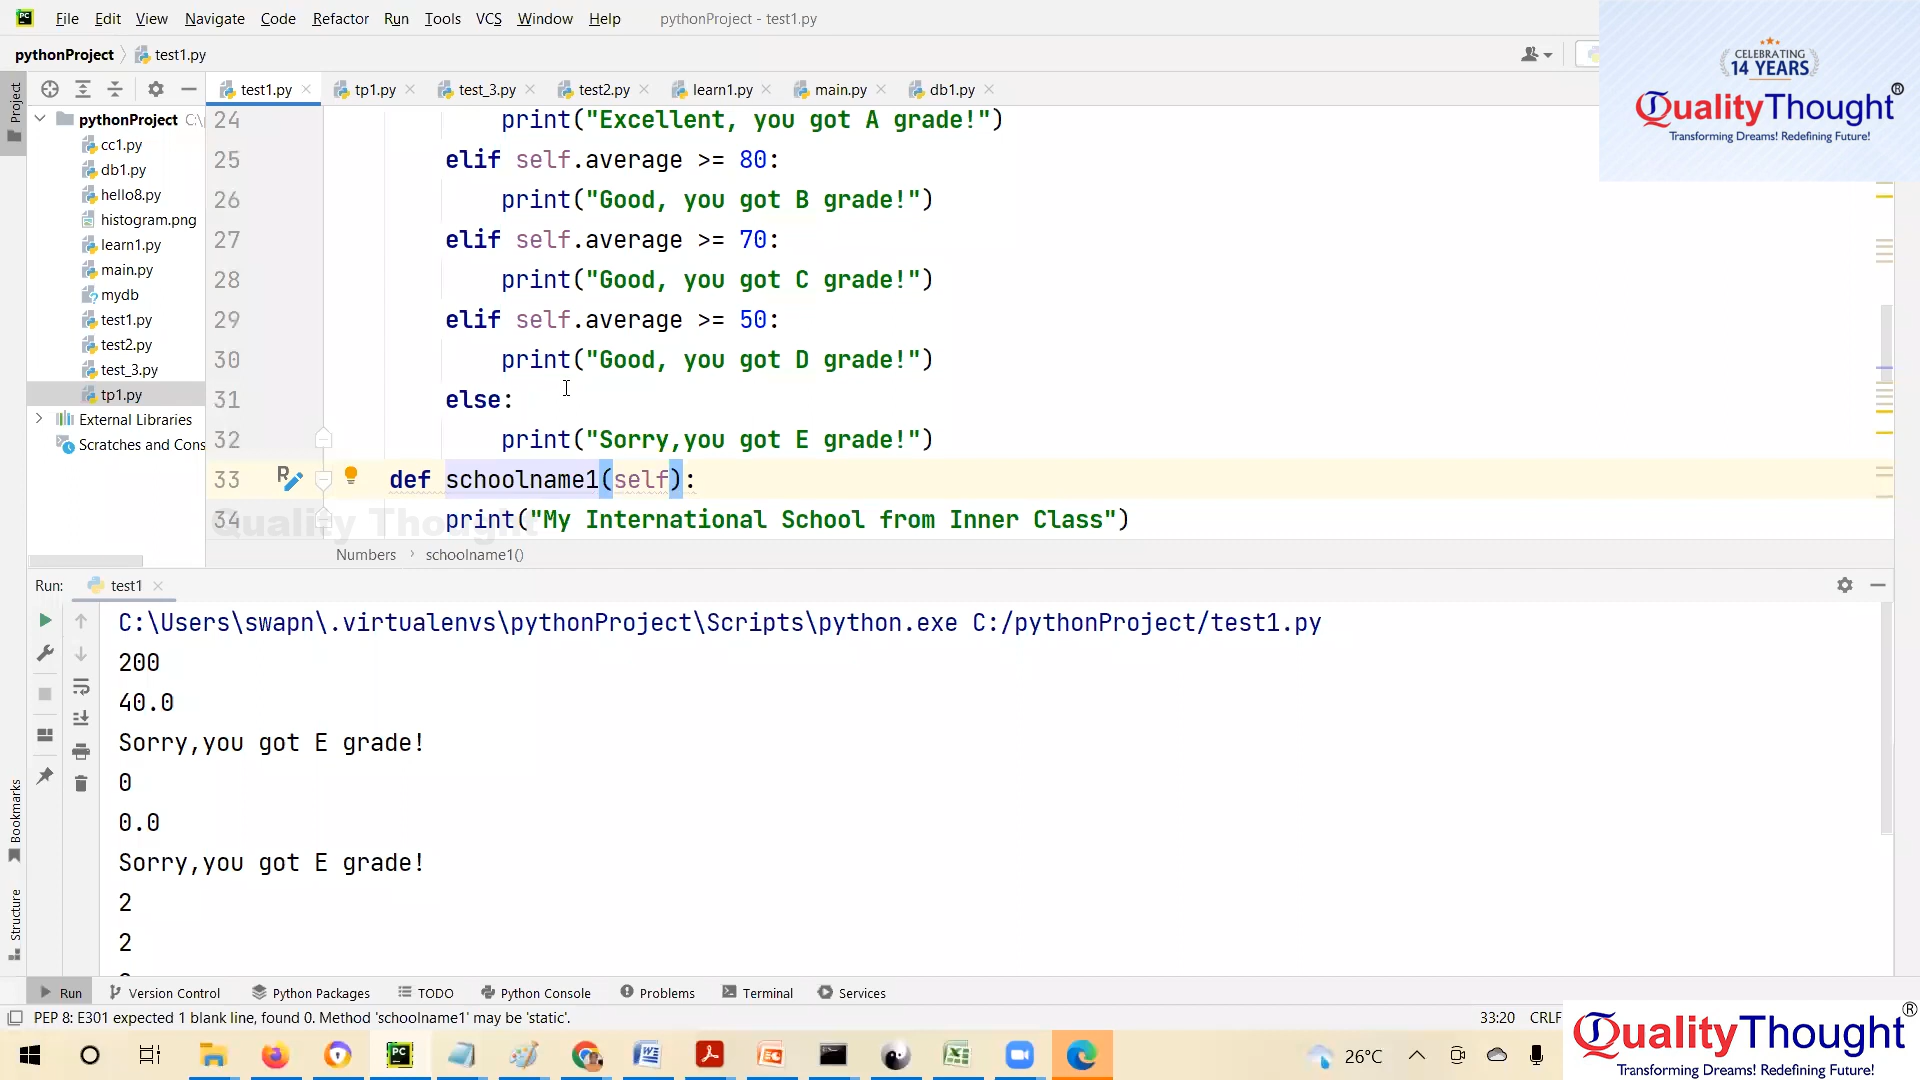 PC File Edit View Navigate Code Refactor Run Tools VCS Window Help pythonProject - test1.py
pythonProject test1.py
test1.py tp1.py test_3.py test2.py learn1.py main.py db1.py
CELEBRATING
14 YEARS
QualityThought ®
Transforming Dreams! Redefining Future!
Project
pythonProject C:\
cc1.py
db1.py
hello8.py
histogram.png
learn1.py
main.py
mydb
test1.py
test2.py
test_3.py
tp1.py
External Libraries
Scratches and Cons
24 print("Excellent, you got A grade!")
25 elif self.average >= 80:
26 print("Good, you got B grade!")
27 elif self.average >= 70:
28 print("Good, you got C grade!")
29 elif self.average >= 50:
30 print("Good, you got D grade!")
31 else:
32 print("Sorry,you got E grade!")
33 def schoolname1(self):
34 print("My International School from Inner Class")
Quality Thought
Numbers › schoolname1()
Run: test1
C:\Users\swapn\.virtualenvs\pythonProject\Scripts\python.exe C:/pythonProject/test1.py
200
40.0
Sorry,you got E grade!
0
0.0
Sorry,you got E grade!
2
2
Bookmarks
Structure
Run Version Control Python Packages TODO Python Console Problems Terminal Services
PEP 8: E301 expected 1 blank line, found 0. Method 'schoolname1' may be 'static'. 33:20 CRLF
26°C
QualityThought ®
Transforming Dreams! Redefining Future!